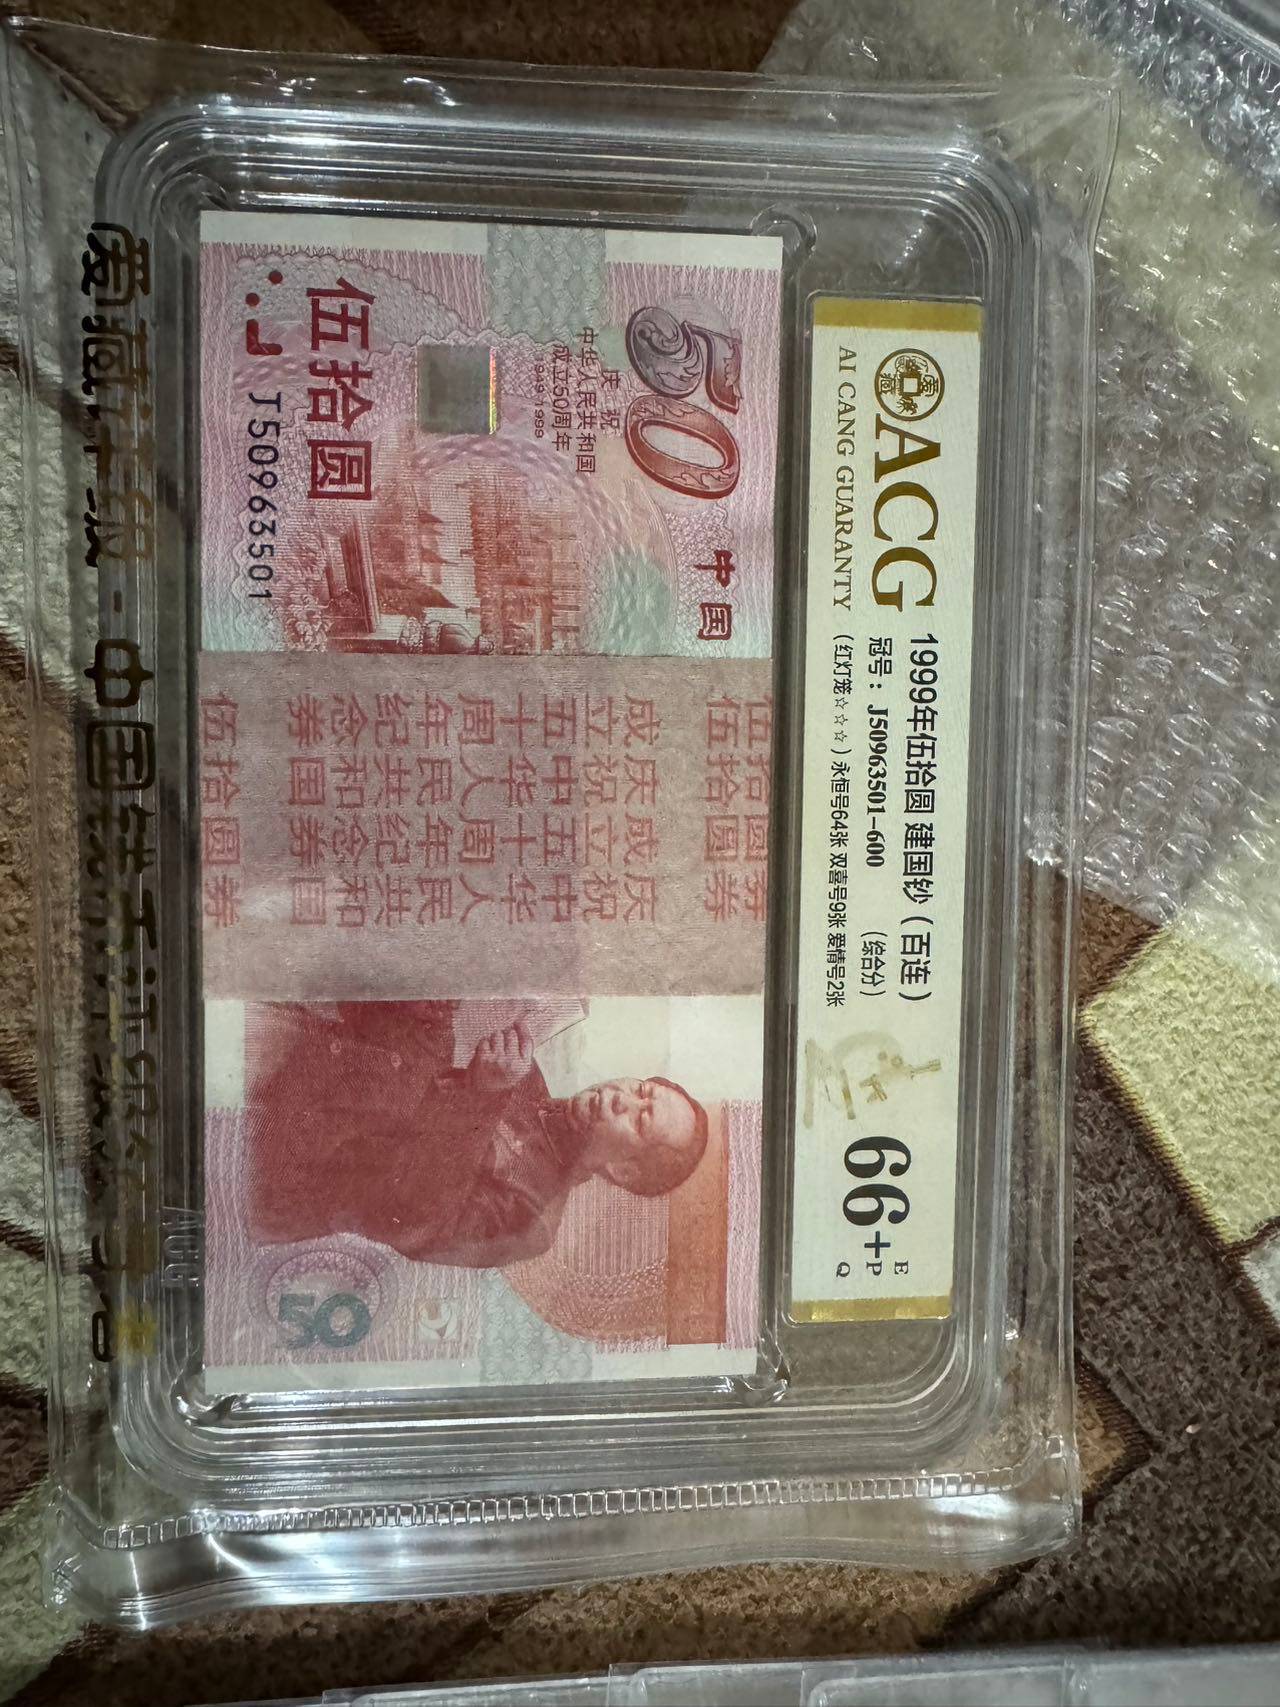 ACG
AI CANG GUARANTY
1999年伍拾圆 建国钞（百连）
冠号：J50963501-600 （综合分）
（红灯笼☆☆☆）永恒号64张 双喜号9张 爱情号2张
66+
E
P
Q
中国
50
庆祝
中华人民共和国
成立50周年
1949-1999
伍拾圆
J50963501
伍拾圆券
伍拾圆券
庆祝中华人民共和国
成立五十周年纪念券
庆祝中华人民共和国
成立五十周年纪念券
伍拾圆券
50
ACG